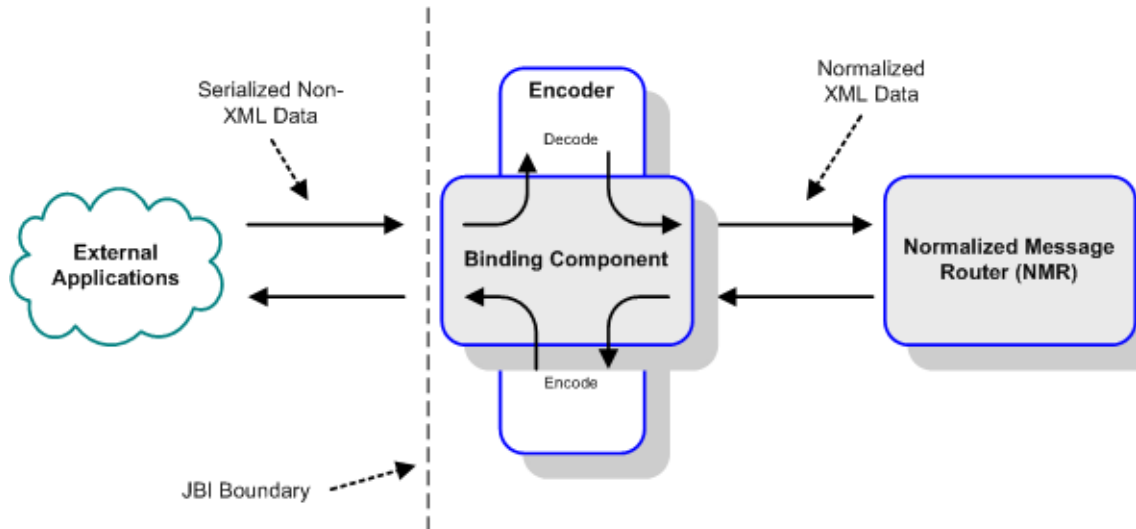 Serialized Non-
XML Data
Encoder
Decode
Normalized
XML Data
External
Applications
Binding Component
Normalized Message
Router (NMR)
Encode
JBI Boundary